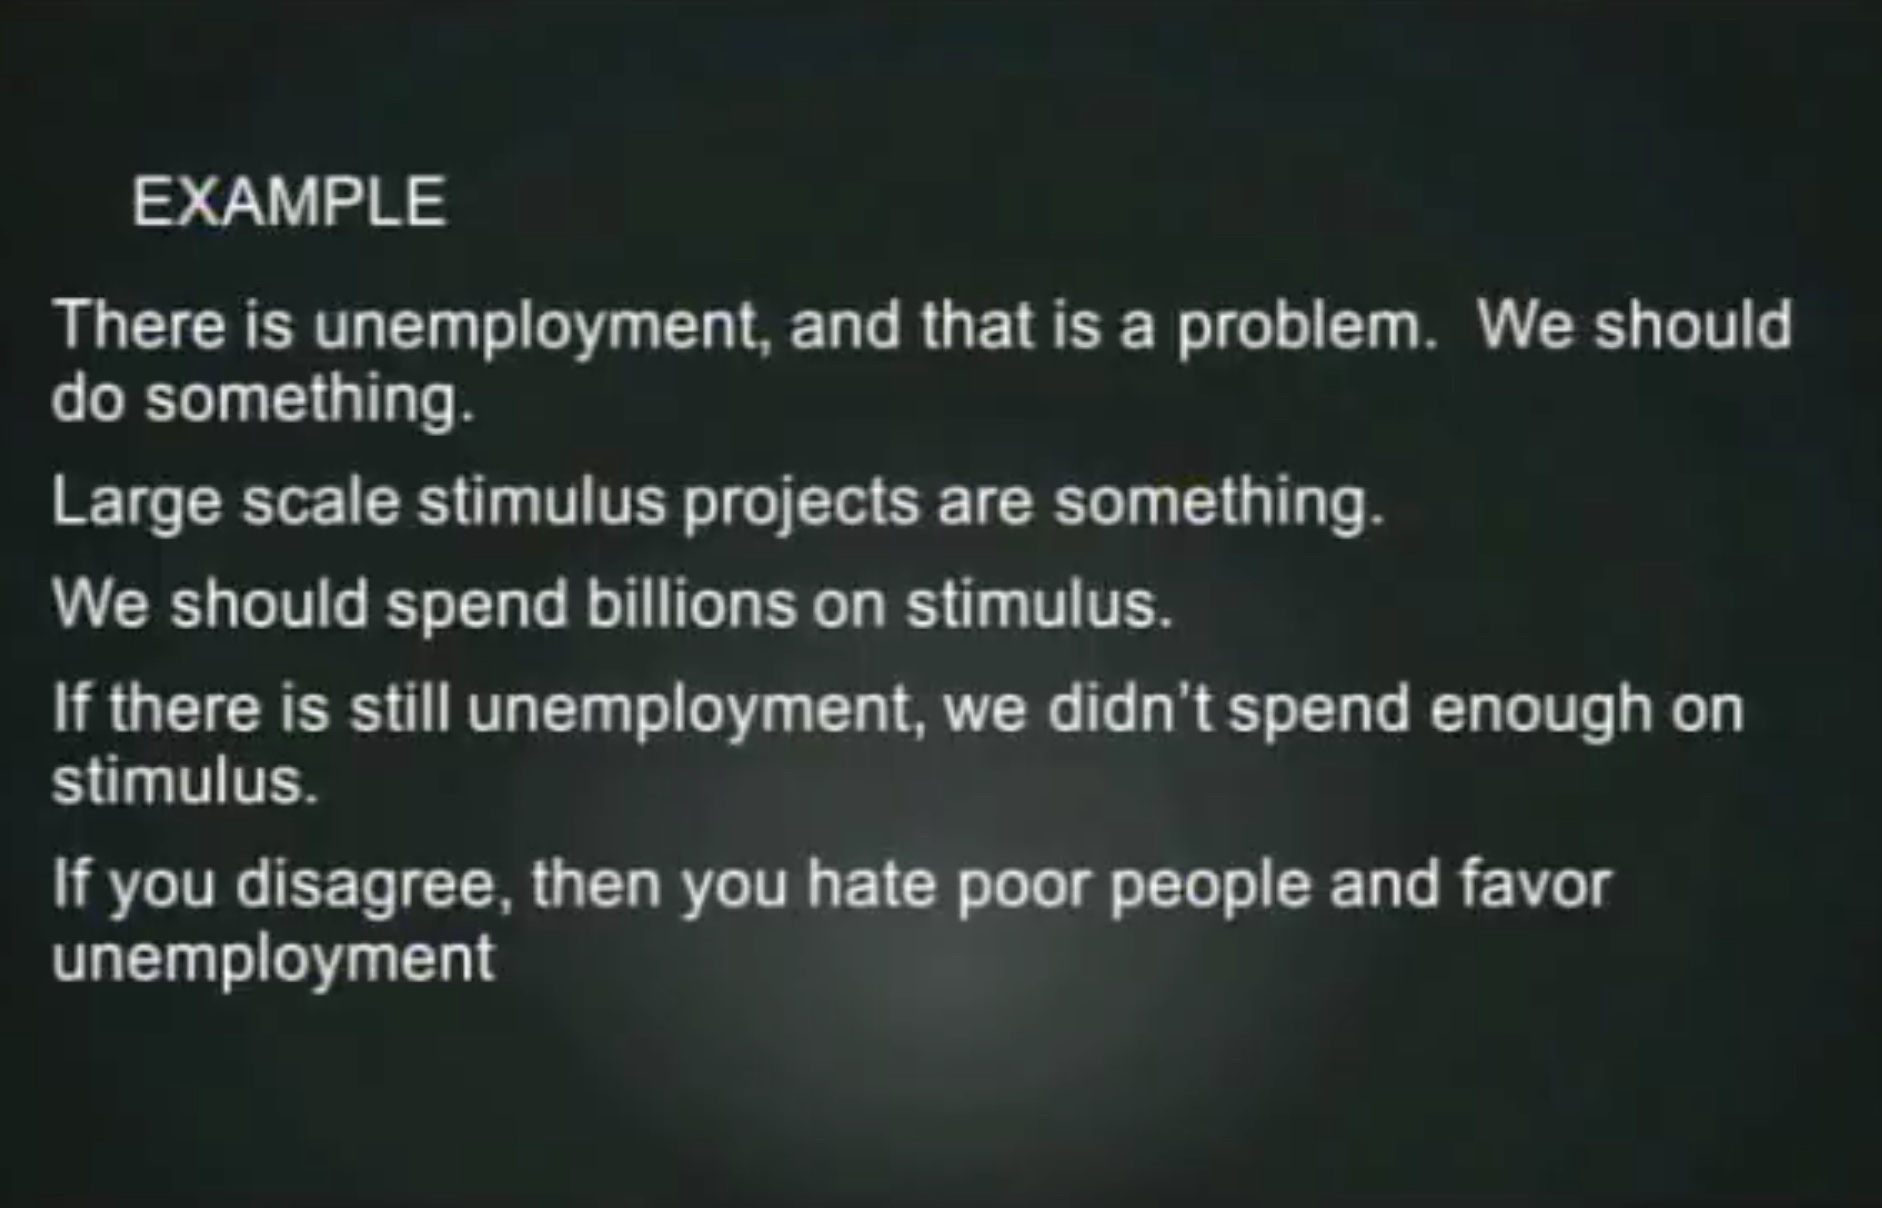 EXAMPLE
There is unemployment, and that is a problem.  We should
do something.
Large scale stimulus projects are something.
We should spend billions on stimulus.
If there is still unemployment, we didn’t spend enough on
stimulus.
If you disagree, then you hate poor people and favor
unemployment